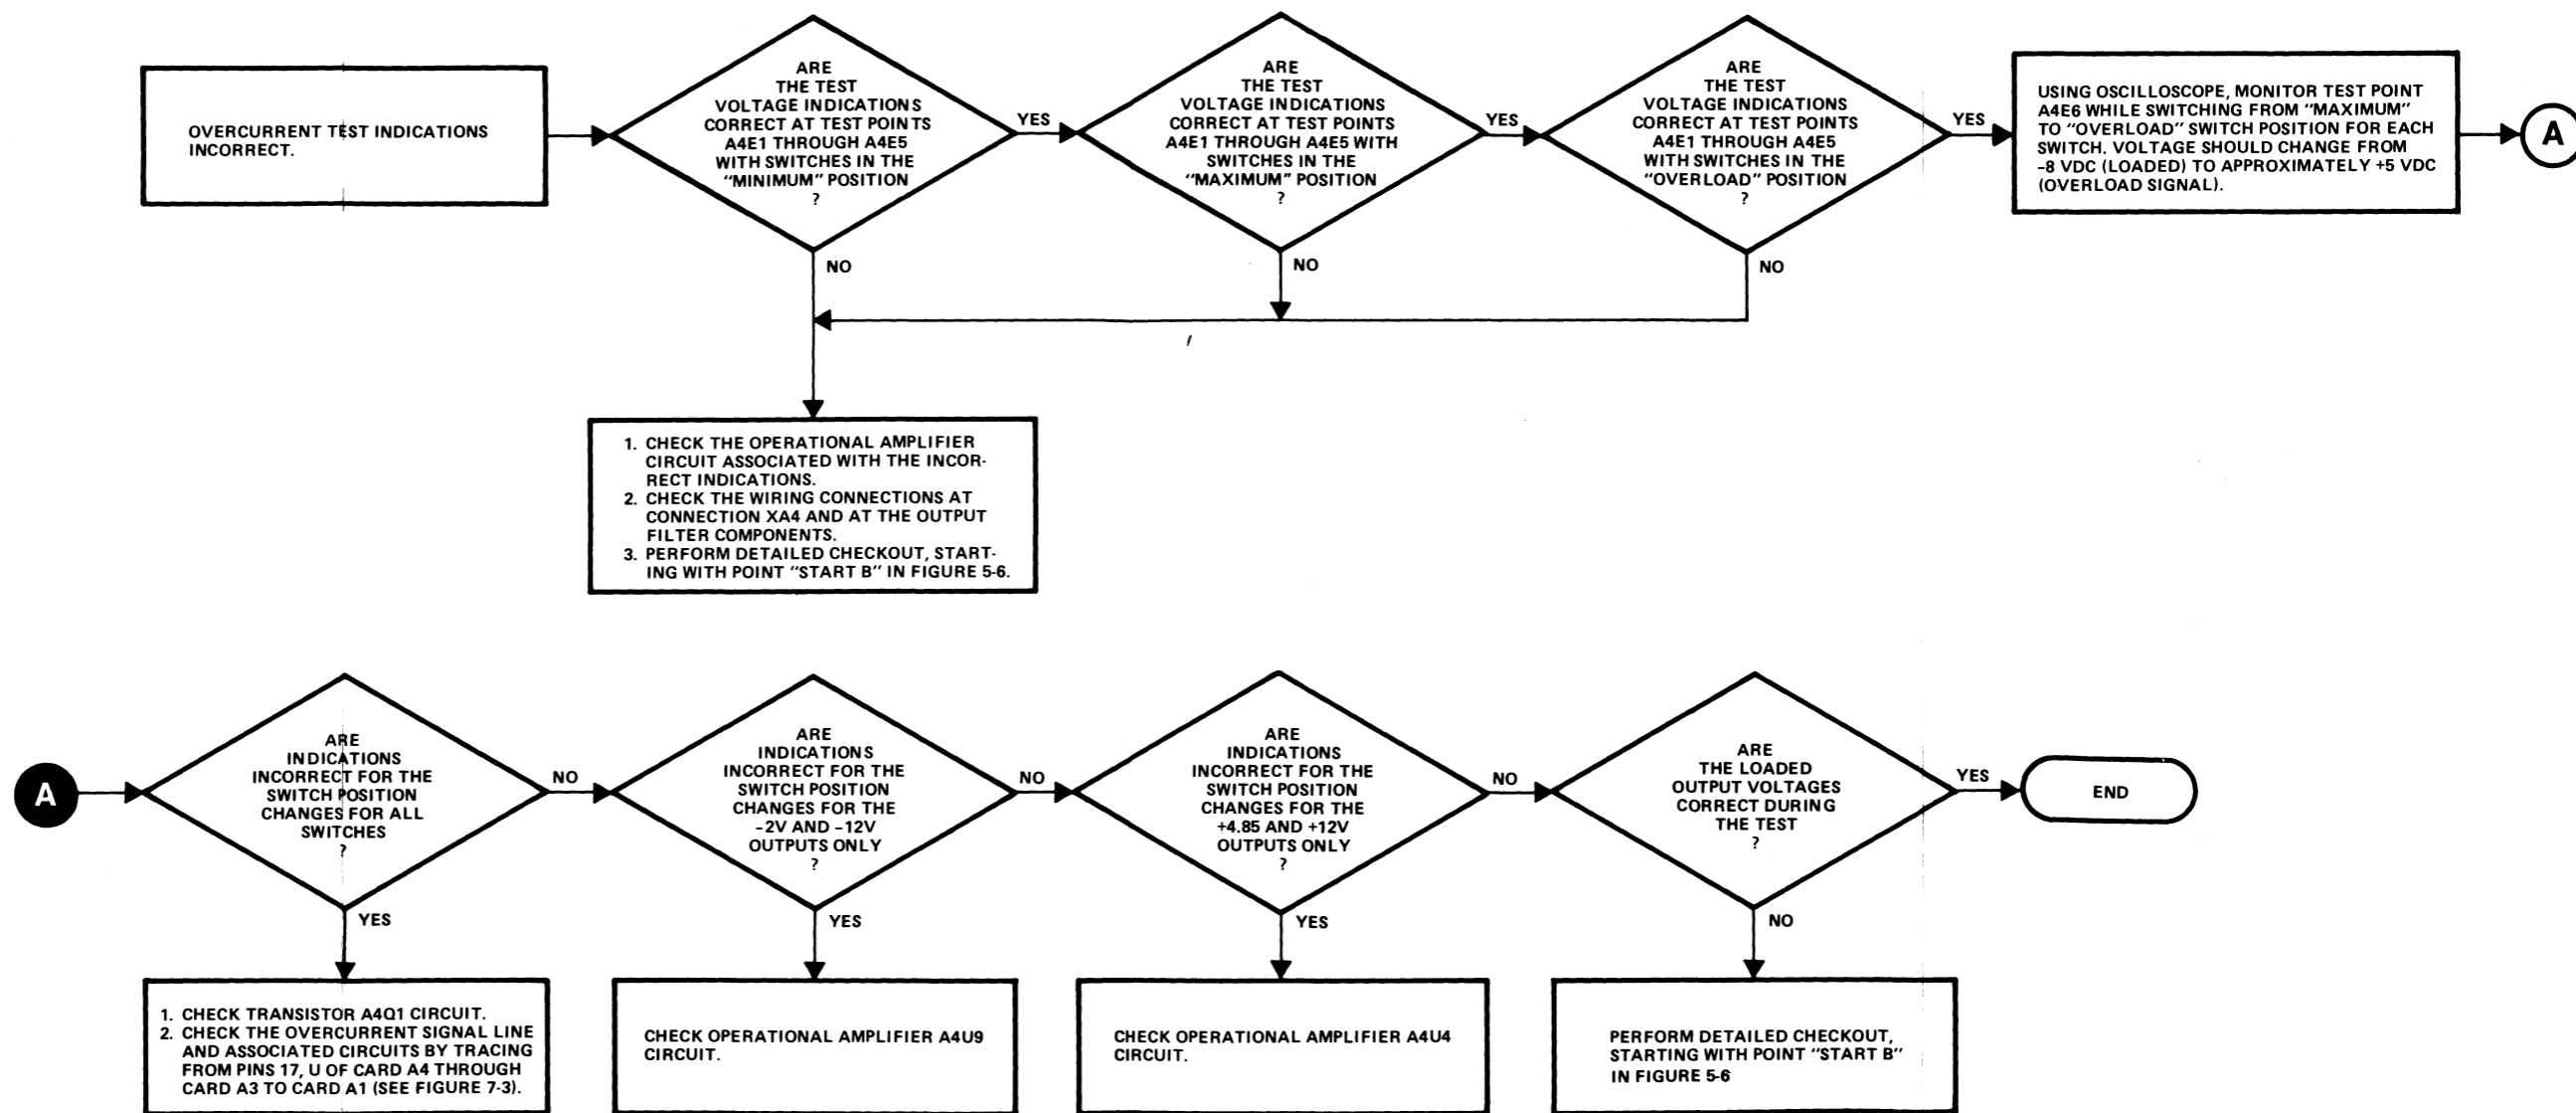 OVERCURRENT TEST INDICATIONS
INCORRECT.
ARE
THE TEST
VOLTAGE INDICATIONS
CORRECT AT TEST POINTS
A4E1 THROUGH A4E5
WITH SWITCHES IN THE
"MINIMUM" POSITION
?
YES
NO
ARE
THE TEST
VOLTAGE INDICATIONS
CORRECT AT TEST POINTS
A4E1 THROUGH A4E5 WITH
SWITCHES IN THE
"MAXIMUM" POSITION
?
YES
NO
ARE
THE TEST
VOLTAGE INDICATIONS
CORRECT AT TEST POINTS
A4E1 THROUGH A4E5
WITH SWITCHES IN THE
"OVERLOAD" POSITION
?
YES
NO
USING OSCILLOSCOPE, MONITOR TEST POINT
A4E6 WHILE SWITCHING FROM "MAXIMUM"
TO "OVERLOAD" SWITCH POSITION FOR EACH
SWITCH. VOLTAGE SHOULD CHANGE FROM
-8 VDC (LOADED) TO APPROXIMATELY +5 VDC
(OVERLOAD SIGNAL).
A
1. CHECK THE OPERATIONAL AMPLIFIER
CIRCUIT ASSOCIATED WITH THE INCOR-
RECT INDICATIONS.
2. CHECK THE WIRING CONNECTIONS AT
CONNECTION XA4 AND AT THE OUTPUT
FILTER COMPONENTS.
3. PERFORM DETAILED CHECKOUT, START-
ING WITH POINT "START B" IN FIGURE 5-6.
A
ARE
INDICATIONS
INCORRECT FOR THE
SWITCH POSITION
CHANGES FOR ALL
SWITCHES
?
NO
YES
ARE
INDICATIONS
INCORRECT FOR THE
SWITCH POSITION
CHANGES FOR THE
-2V AND -12V
OUTPUTS ONLY
?
NO
YES
ARE
INDICATIONS
INCORRECT FOR THE
SWITCH POSITION
CHANGES FOR THE
+4.85 AND +12V
OUTPUTS ONLY
?
NO
YES
ARE
THE LOADED
OUTPUT VOLTAGES
CORRECT DURING
THE TEST
?
YES
NO
END
1. CHECK TRANSISTOR A4Q1 CIRCUIT.
2. CHECK THE OVERCURRENT SIGNAL LINE
AND ASSOCIATED CIRCUITS BY TRACING
FROM PINS 17, U OF CARD A4 THROUGH
CARD A3 TO CARD A1 (SEE FIGURE 7-3).
CHECK OPERATIONAL AMPLIFIER A4U9
CIRCUIT.
CHECK OPERATIONAL AMPLIFIER A4U4
CIRCUIT.
PERFORM DETAILED CHECKOUT,
STARTING WITH POINT "START B"
IN FIGURE 5-6